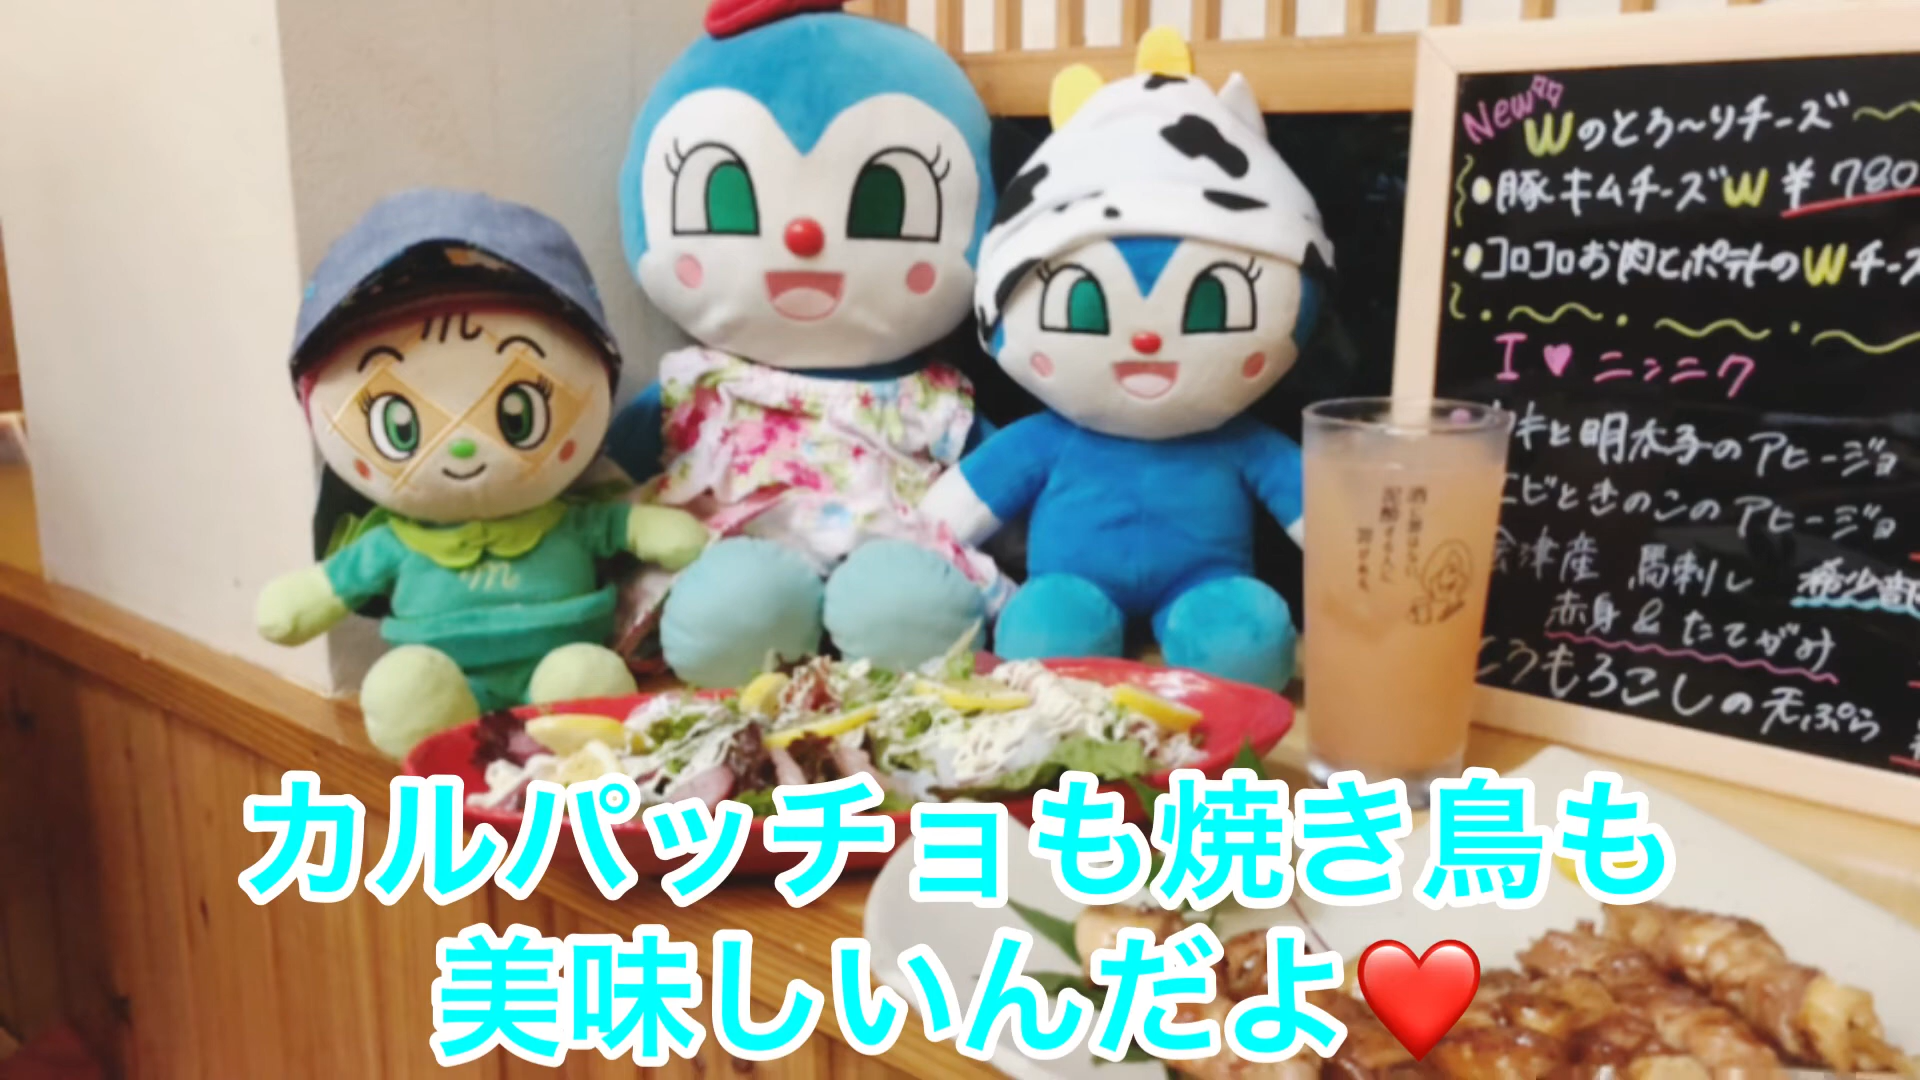 New
Wのとろ〜りチーズ
豚キムチーズW ¥780
コロコロお肉とポテトのWチーズ
I ♥ ニンニク
カキと明太子のアヒージョ
エビときのこのアヒージョ
会津産 馬刺し 希少部
赤身&たてがみ
とうもろこしの天ぷら
m
m
カルパッチョも焼き鳥も
美味しいんだよ❤️